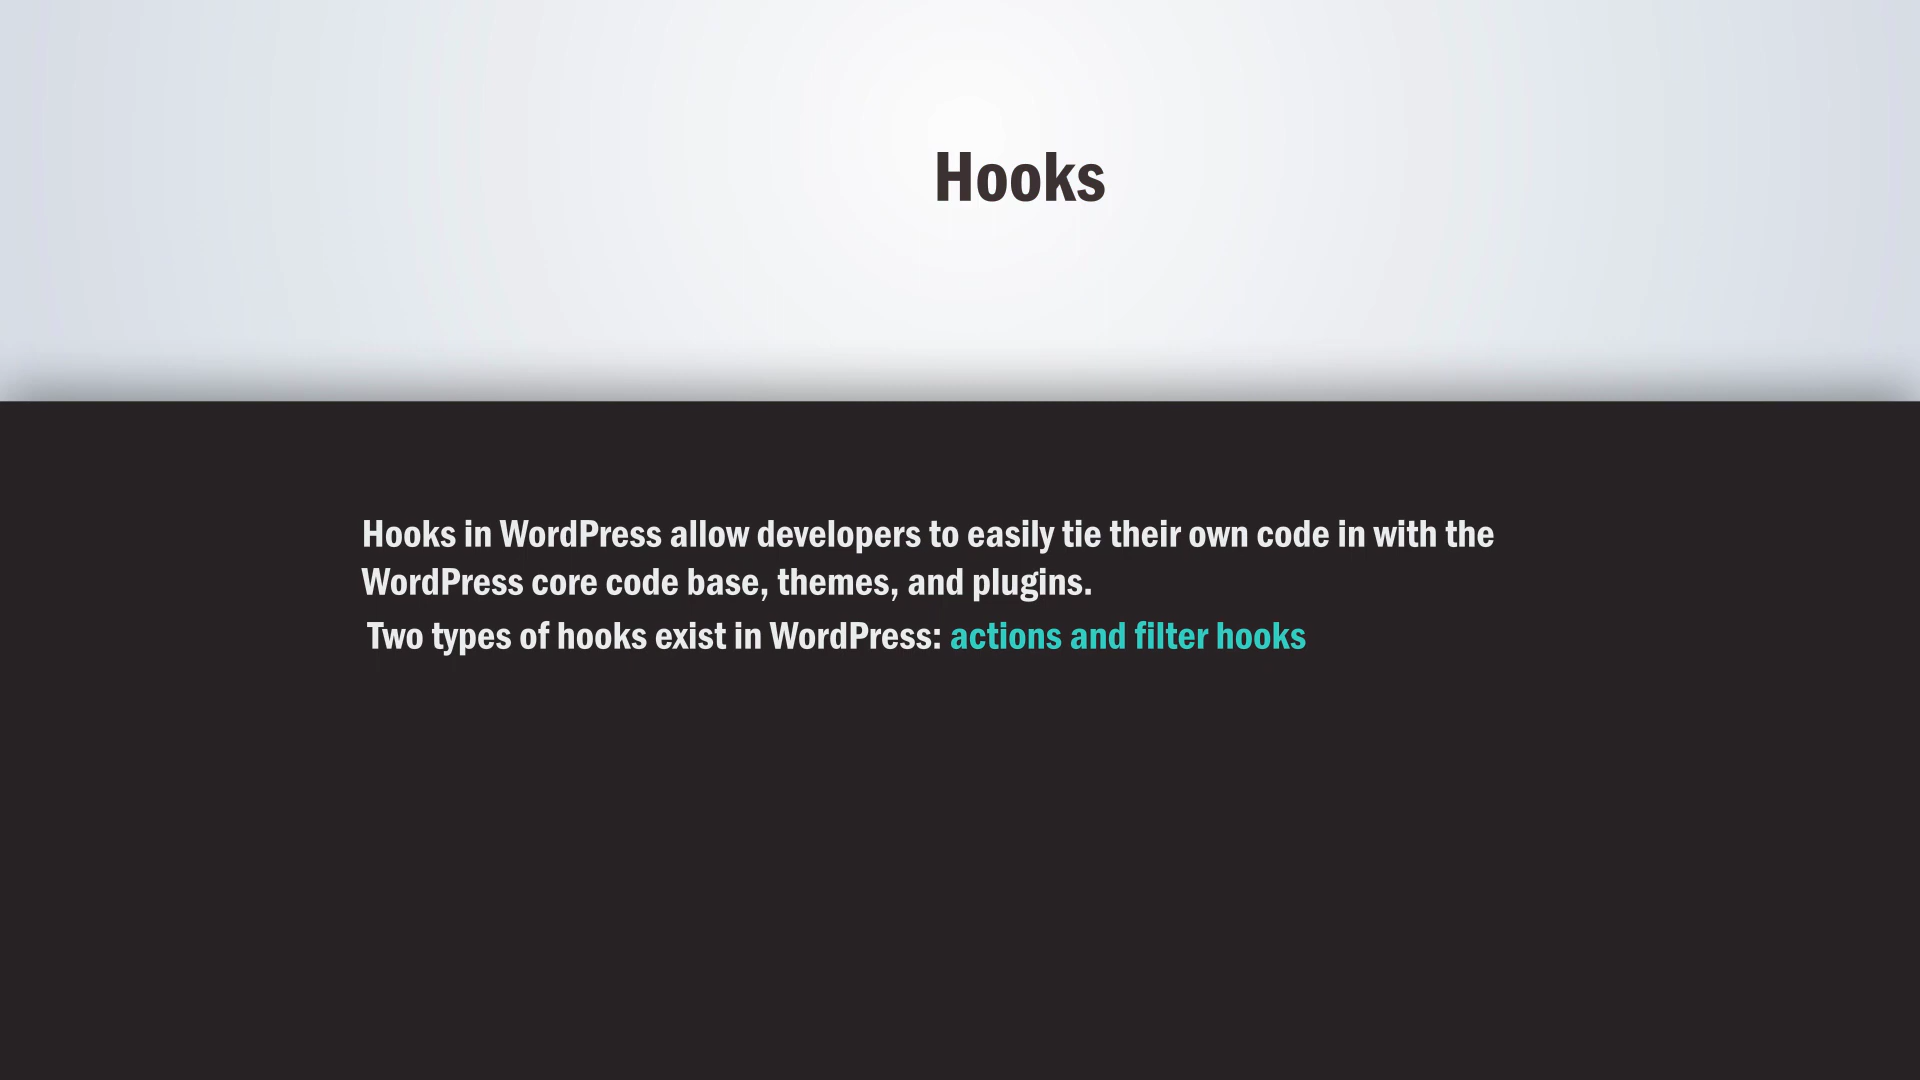 Hooks
Hooks in WordPress allow developers to easily tie their own code in with the
WordPress core code base, themes, and plugins.
Two types of hooks exist in WordPress: actions and filter hooks